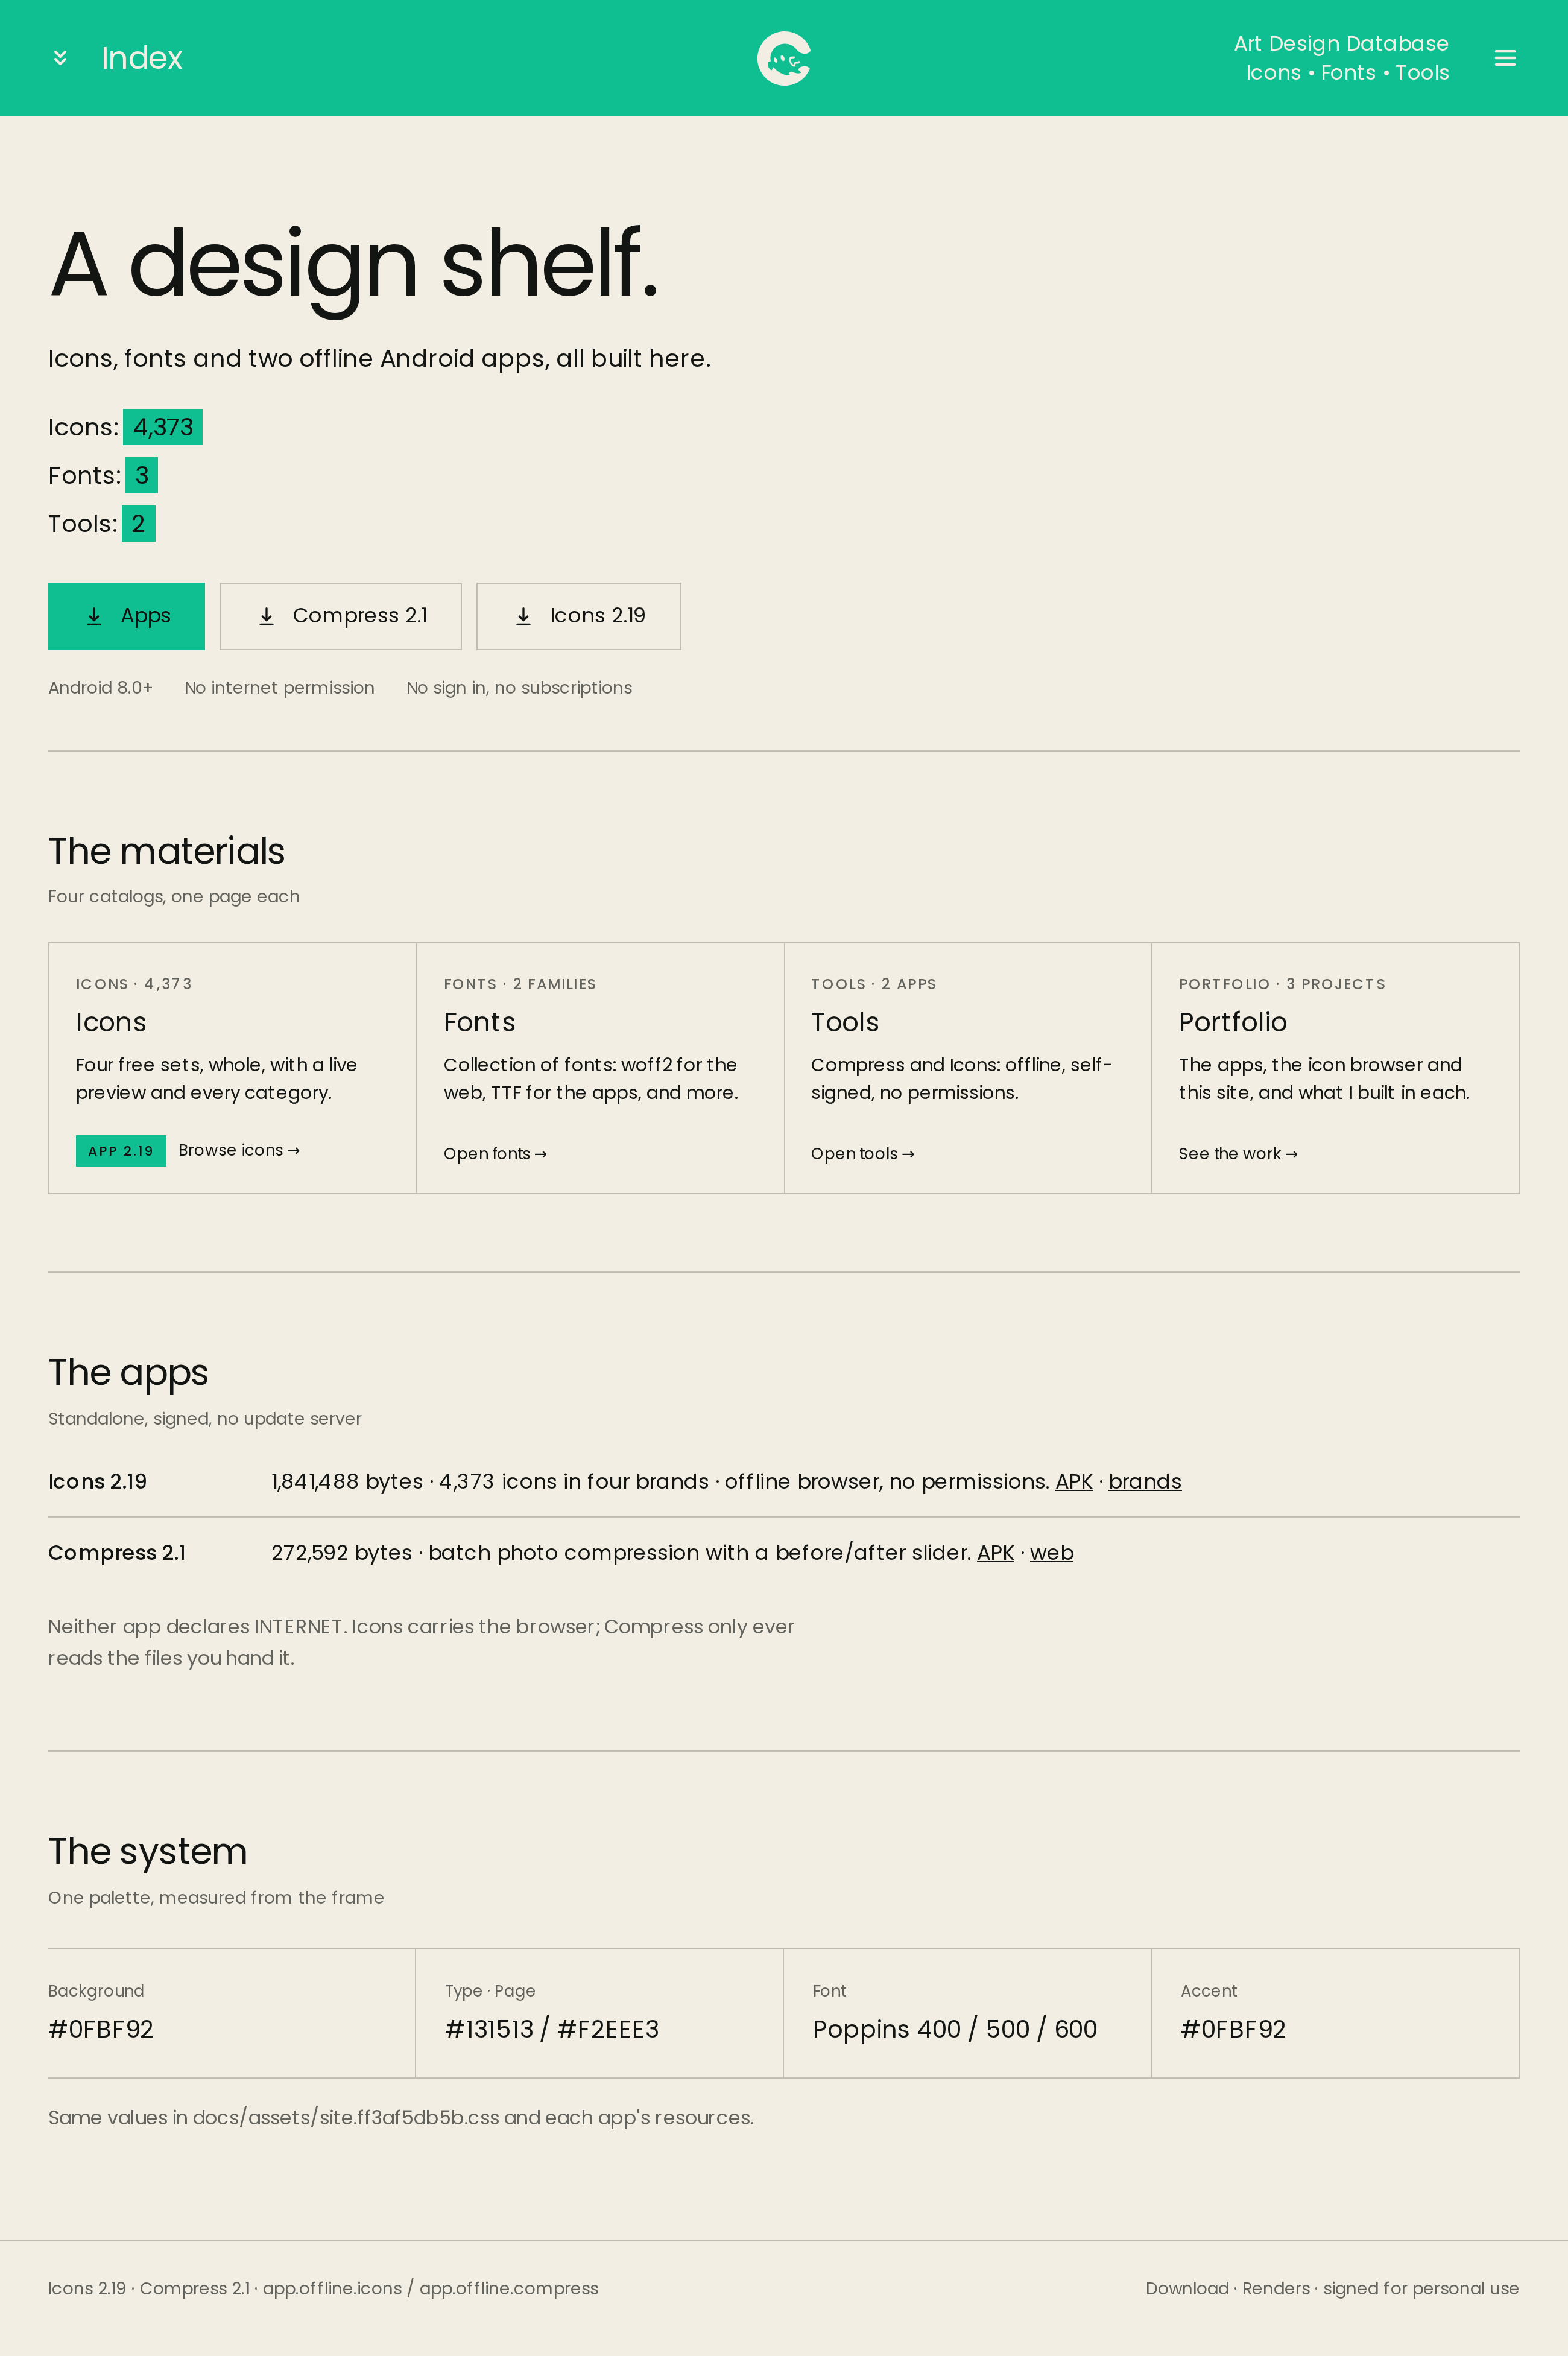 Index
Art Design Database
Icons • Fonts • Tools
A design shelf.
Icons, fonts and two offline Android apps, all built here.
Icons: 4,373
Fonts: 3
Tools: 2
Apps
Compress 2.1
Icons 2.19
Android 8.0+ No internet permission No sign in, no subscriptions
The materials
Four catalogs, one page each
ICONS · 4,373
Icons
Four free sets, whole, with a live
preview and every category.
APP 2.19 Browse icons →
FONTS · 2 FAMILIES
Fonts
Collection of fonts: woff2 for the
web, TTF for the apps, and more.
Open fonts →
TOOLS · 2 APPS
Tools
Compress and Icons: offline, self-
signed, no permissions.
Open tools →
PORTFOLIO · 3 PROJECTS
Portfolio
The apps, the icon browser and
this site, and what I built in each.
See the work →
The apps
Standalone, signed, no update server
Icons 2.19 1,841,488 bytes · 4,373 icons in four brands · offline browser, no permissions. APK · brands
Compress 2.1 272,592 bytes · batch photo compression with a before/after slider. APK · web
Neither app declares INTERNET. Icons carries the browser; Compress only ever
reads the files you hand it.
The system
One palette, measured from the frame
Background
#0FBF92
Type · Page
#131513 / #F2EEE3
Font
Poppins 400 / 500 / 600
Accent
#0FBF92
Same values in docs/assets/site.ff3af5db5b.css and each app's resources.
Icons 2.19 · Compress 2.1 · app.offline.icons / app.offline.compress
Download · Renders · signed for personal use